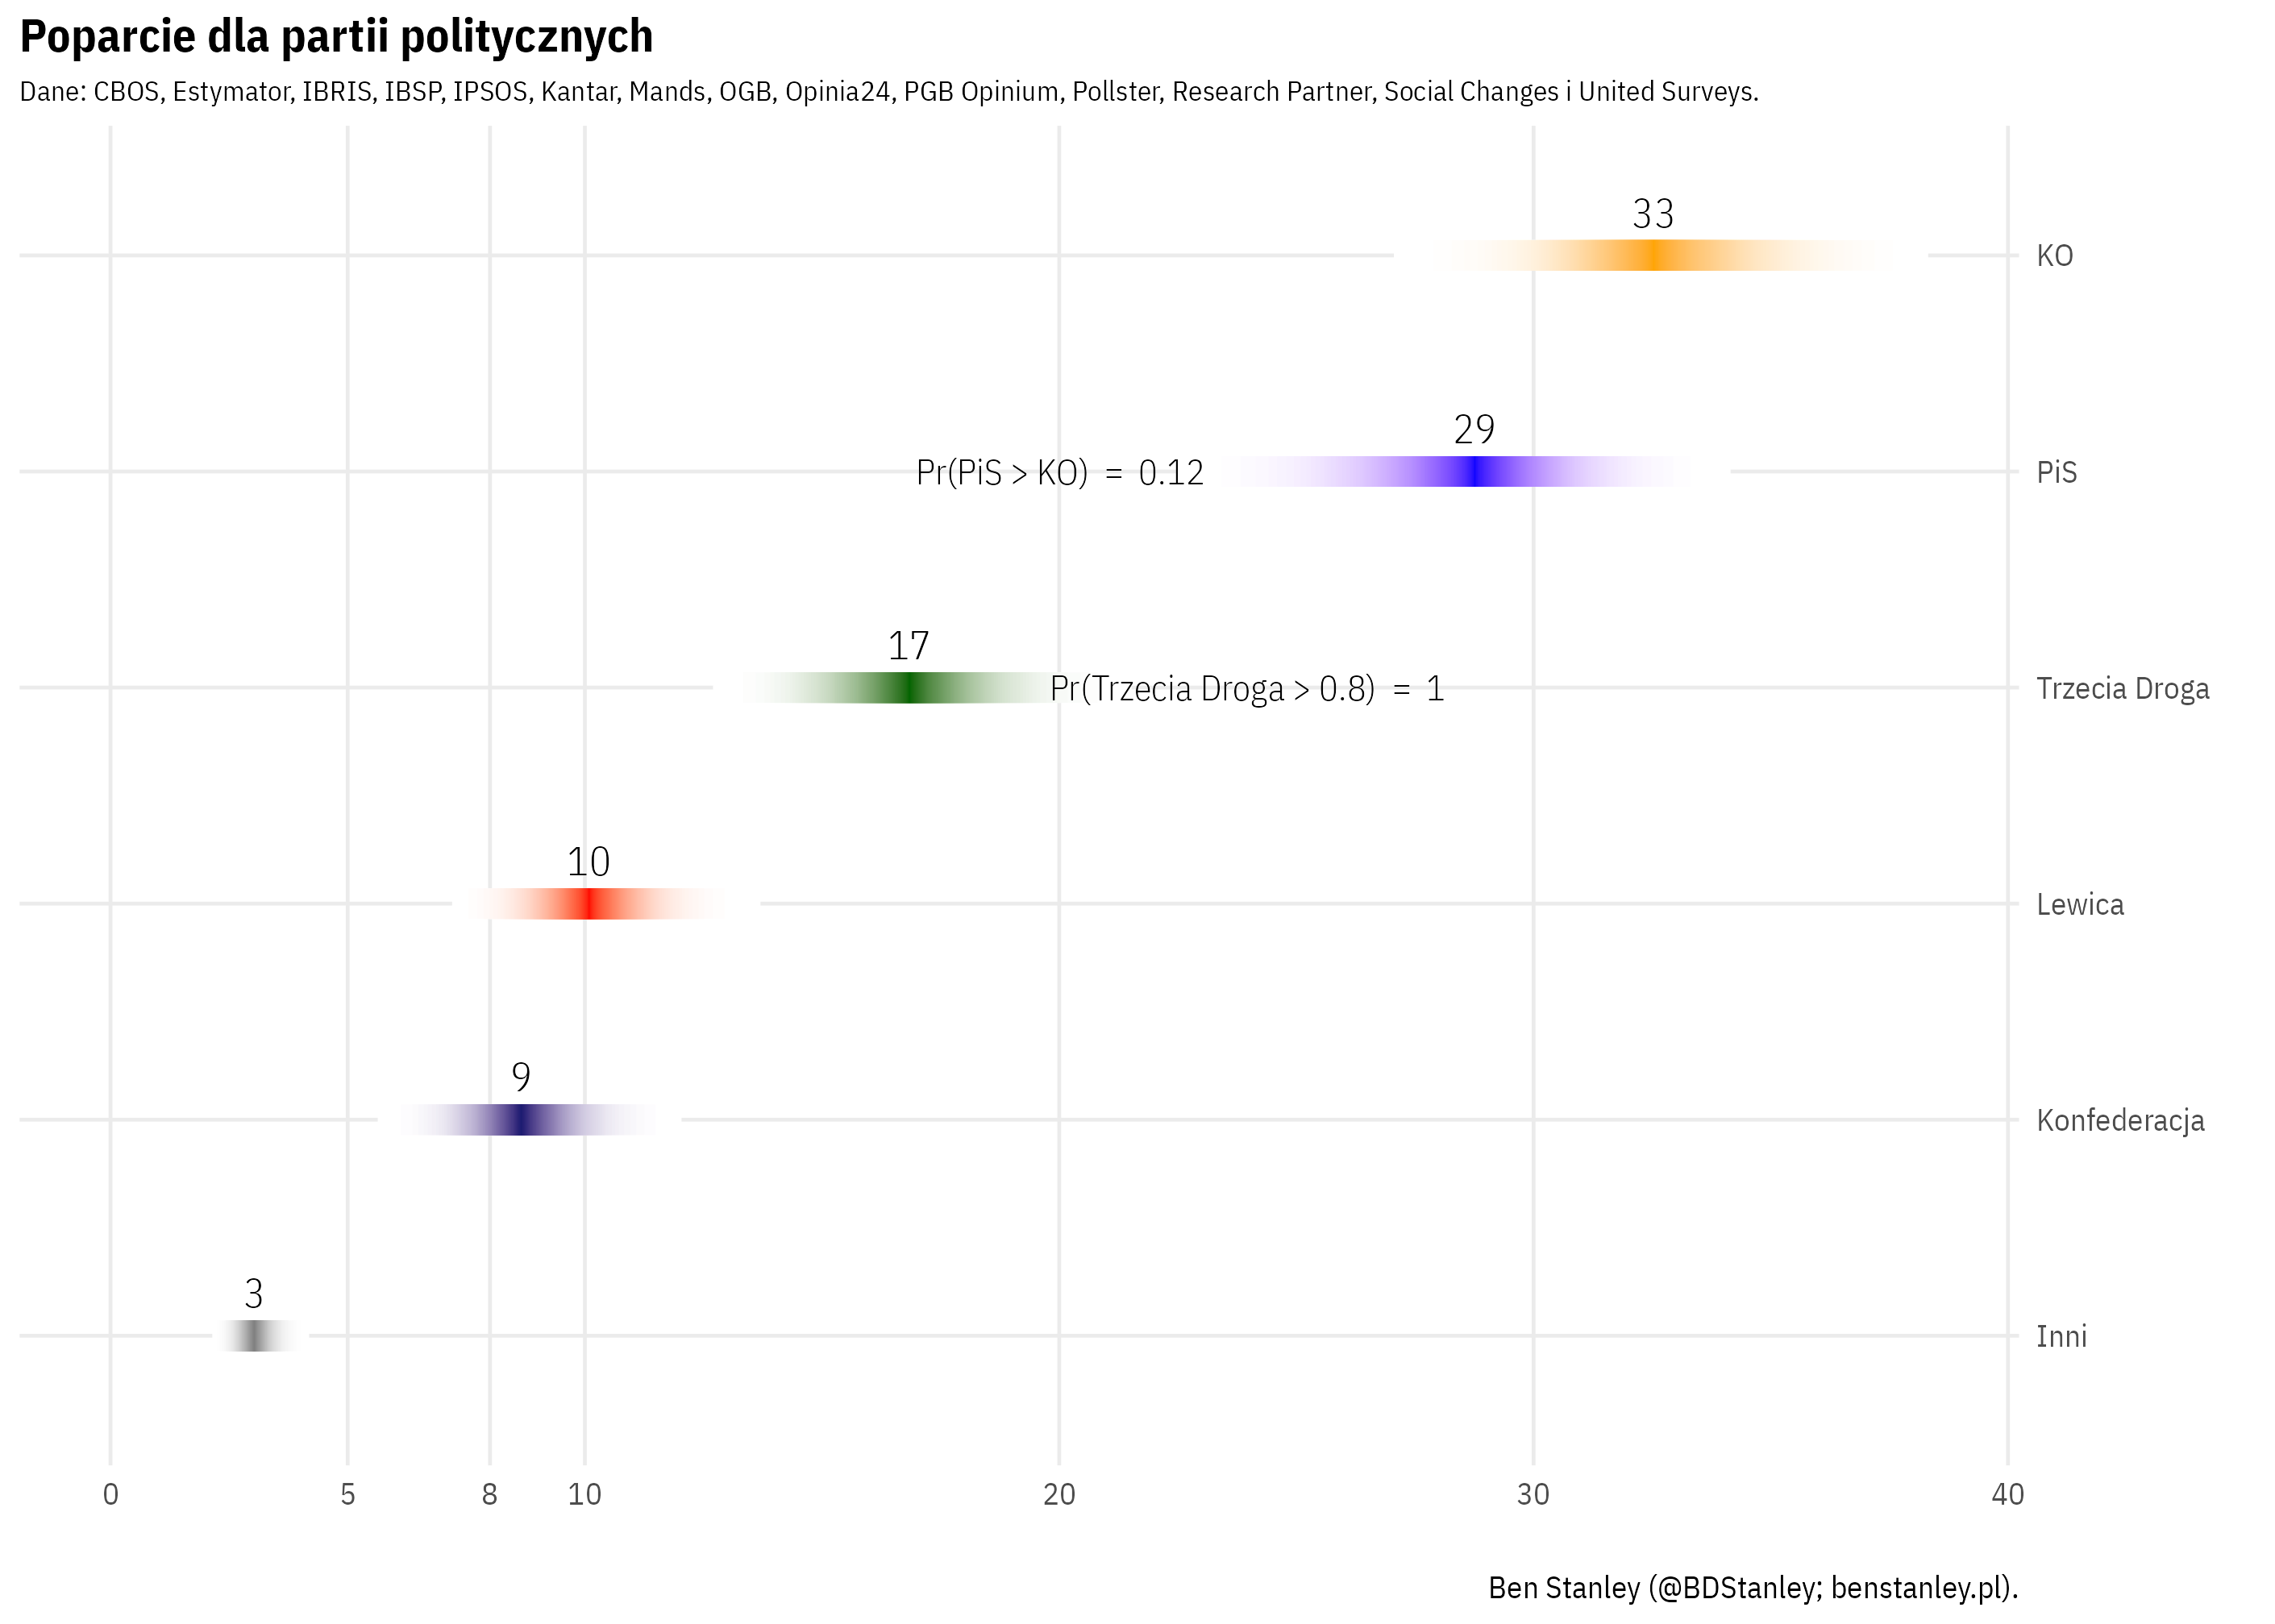 Poparcie dla partii politycznych
Dane: CBOS, Estymator, IBRIS, IBSP, IPSOS, Kantar, Mands, OGB, Opinia24, PGB Opinium, Pollster, Research Partner, Social Changes i United Surveys.
33
KO
29
Pr(PiS > KO) = 0.12
PiS
17
Pr(Trzecia Droga > 0.8) = 1
Trzecia Droga
10
Lewica
9
Konfederacja
3
Inni
0 5 8 10 20 30 40
Ben Stanley (@BDStanley; benstanley.pl).